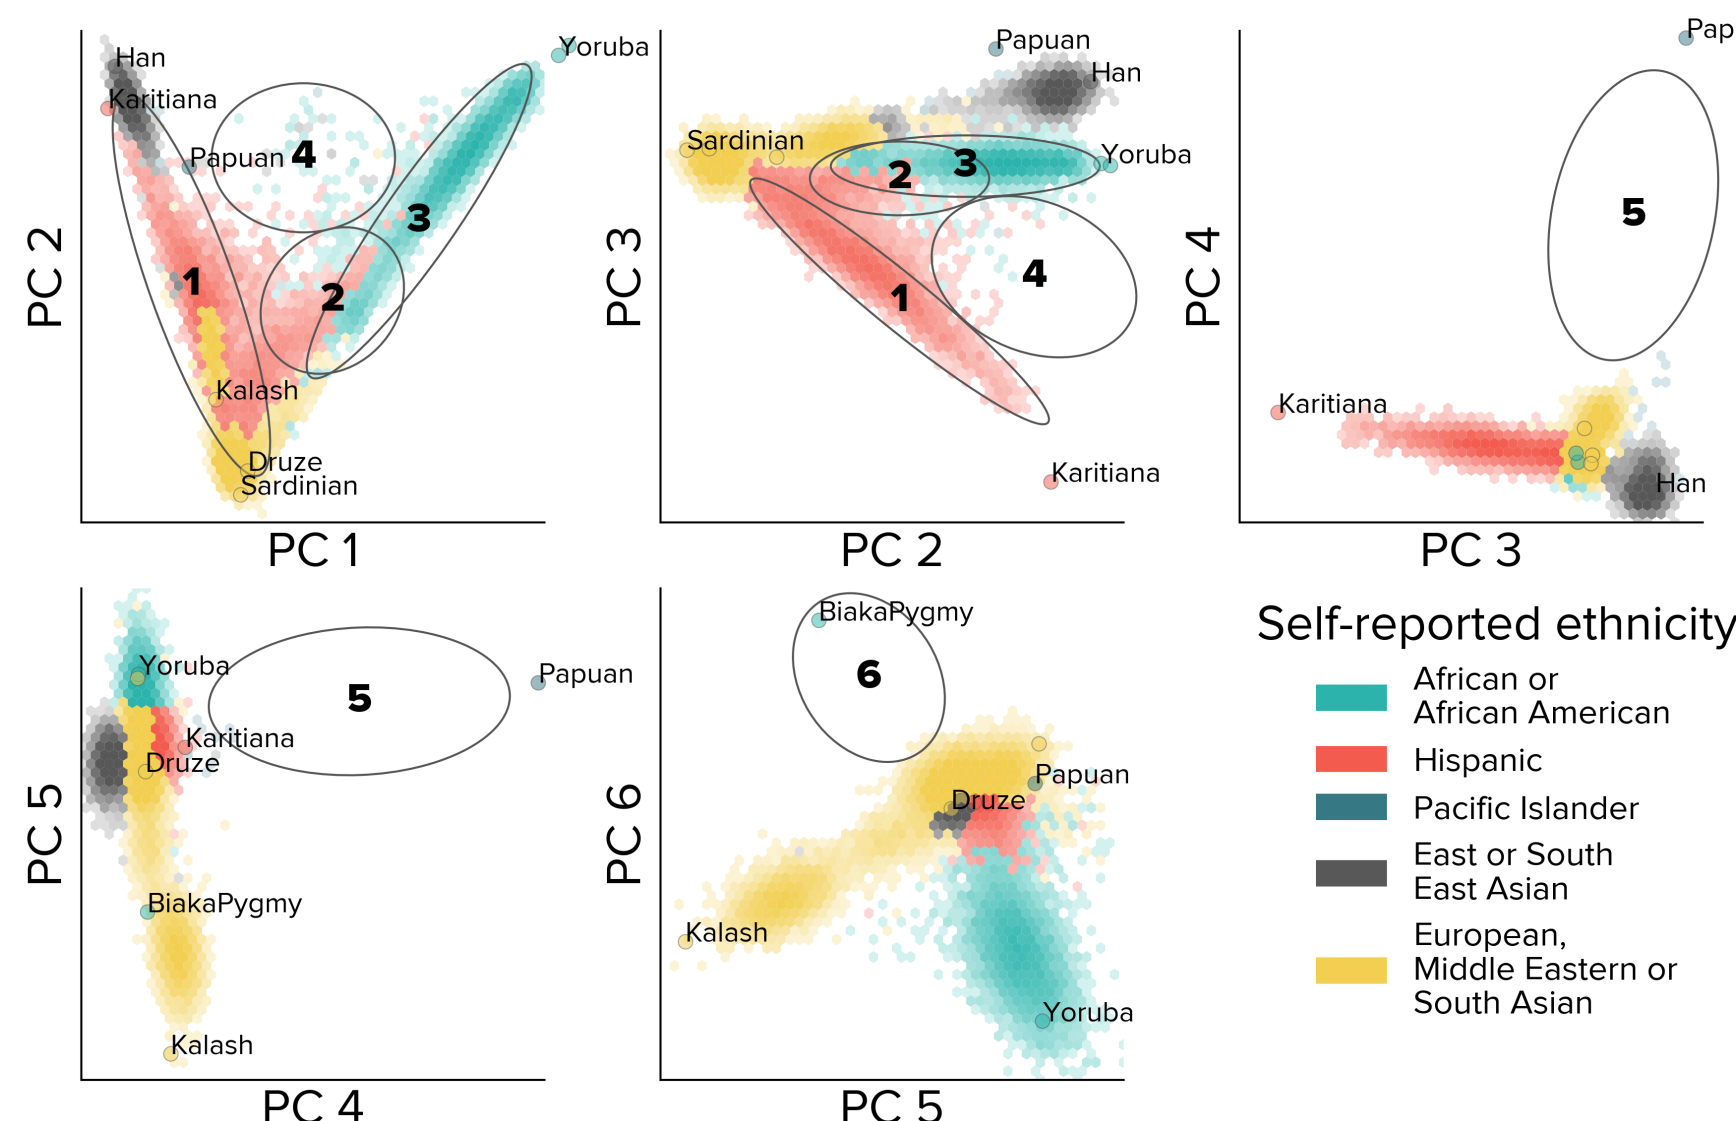 Han
Karitiana
Papuan
4
Yoruba
3
1
2
Kalash
Druze
Sardinian
PC 2
PC 1
Papuan
Han
Sardinian
Yoruba
2
3
4
1
Karitiana
PC 3
PC 2
Pap
5
Karitiana
Han
PC 4
PC 3
Yoruba
5
Papuan
Karitiana
Druze
BiakaPygmy
Kalash
PC 5
PC 4
BiakaPygmy
6
Papuan
Druze
Kalash
Yoruba
PC 6
PC 5
Self-reported ethnicity
African or
African American
Hispanic
Pacific Islander
East or South
East Asian
European,
Middle Eastern or
South Asian